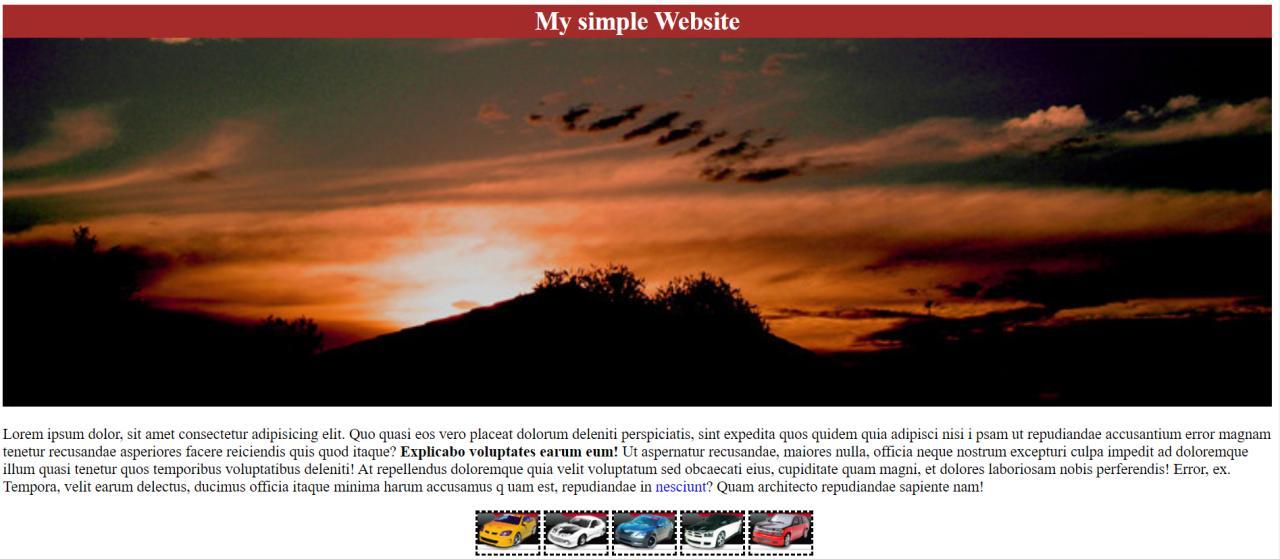 My simple Website
Lorem ipsum dolor, sit amet consectetur adipisicing elit. Quo quasi eos vero placeat dolorum deleniti perspiciatis, sint expedita quos quidem quia adipisci nisi i psam ut repudiandae accusantium error magnam
tenetur recusandae asperiores facere reiciendis quis quod itaque? Explicabo voluptates earum eum! Ut aspernatur recusandae, maiores nulla, officia neque nostrum excepturi culpa impedit ad doloremque
illum quasi tenetur quos temporibus voluptatibus deleniti! At repellendus doloremque quia velit voluptatum sed obcaecati eius, cupiditate quam magni, et dolores laboriosam nobis perferendis! Error, ex.
Tempora, velit earum delectus, ducimus officia itaque minima harum accusamus q uam est, repudiandae in nesciunt? Quam architecto repudiandae sapiente nam!